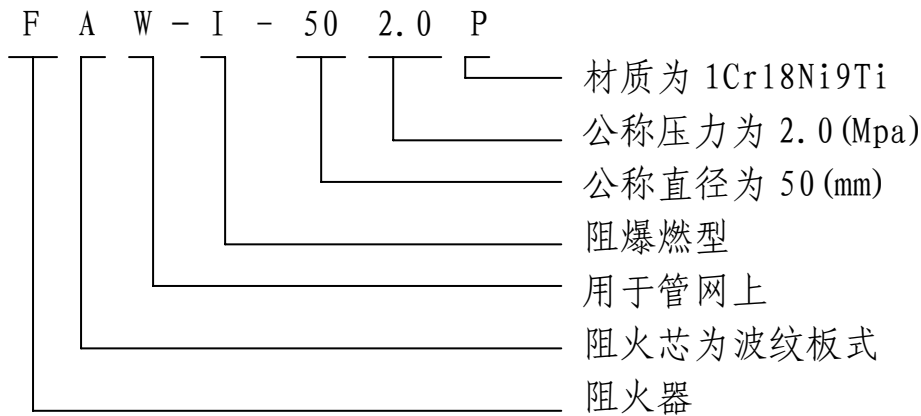 F A W - I - 50 2.0 P
材质为 1Cr18Ni9Ti
公称压力为 2.0(Mpa)
公称直径为 50(mm)
阻爆燃型
用于管网上
阻火芯为波纹板式
阻火器